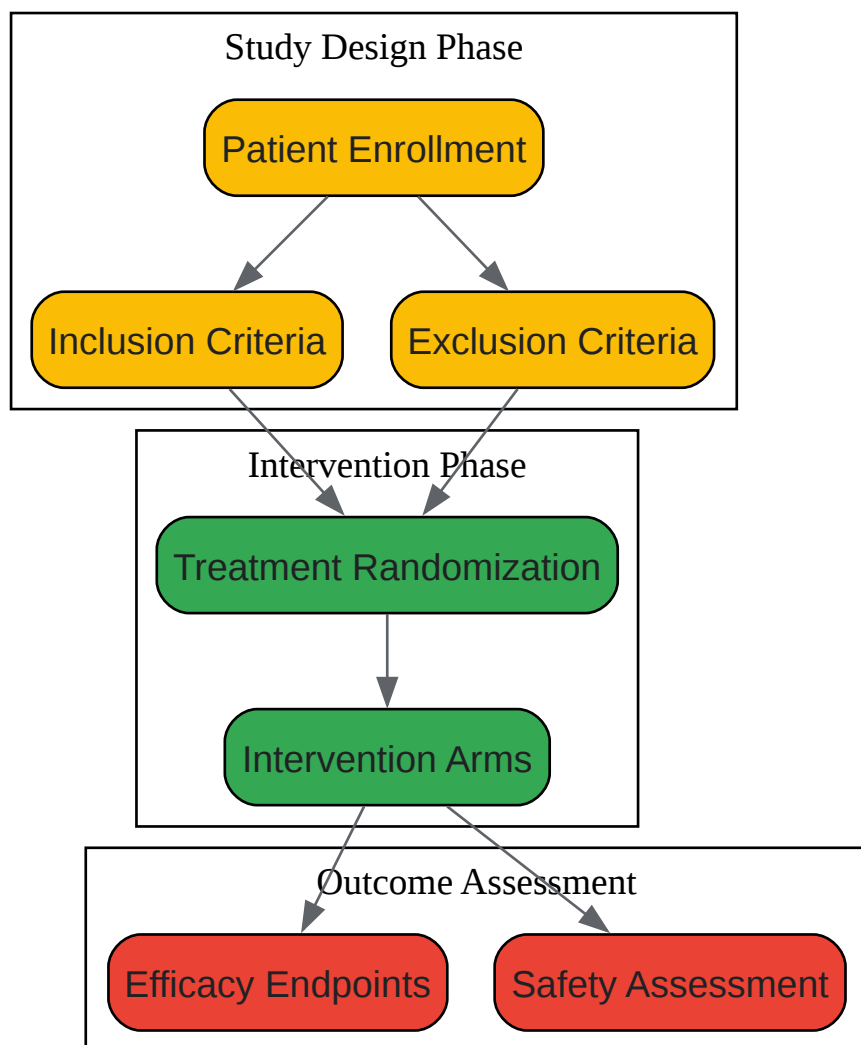 Study Design Phase
Patient Enrollment
Inclusion Criteria
Exclusion Criteria
Intervention Phase
Treatment Randomization
Intervention Arms
Outcome Assessment
Efficacy Endpoints
Safety Assessment